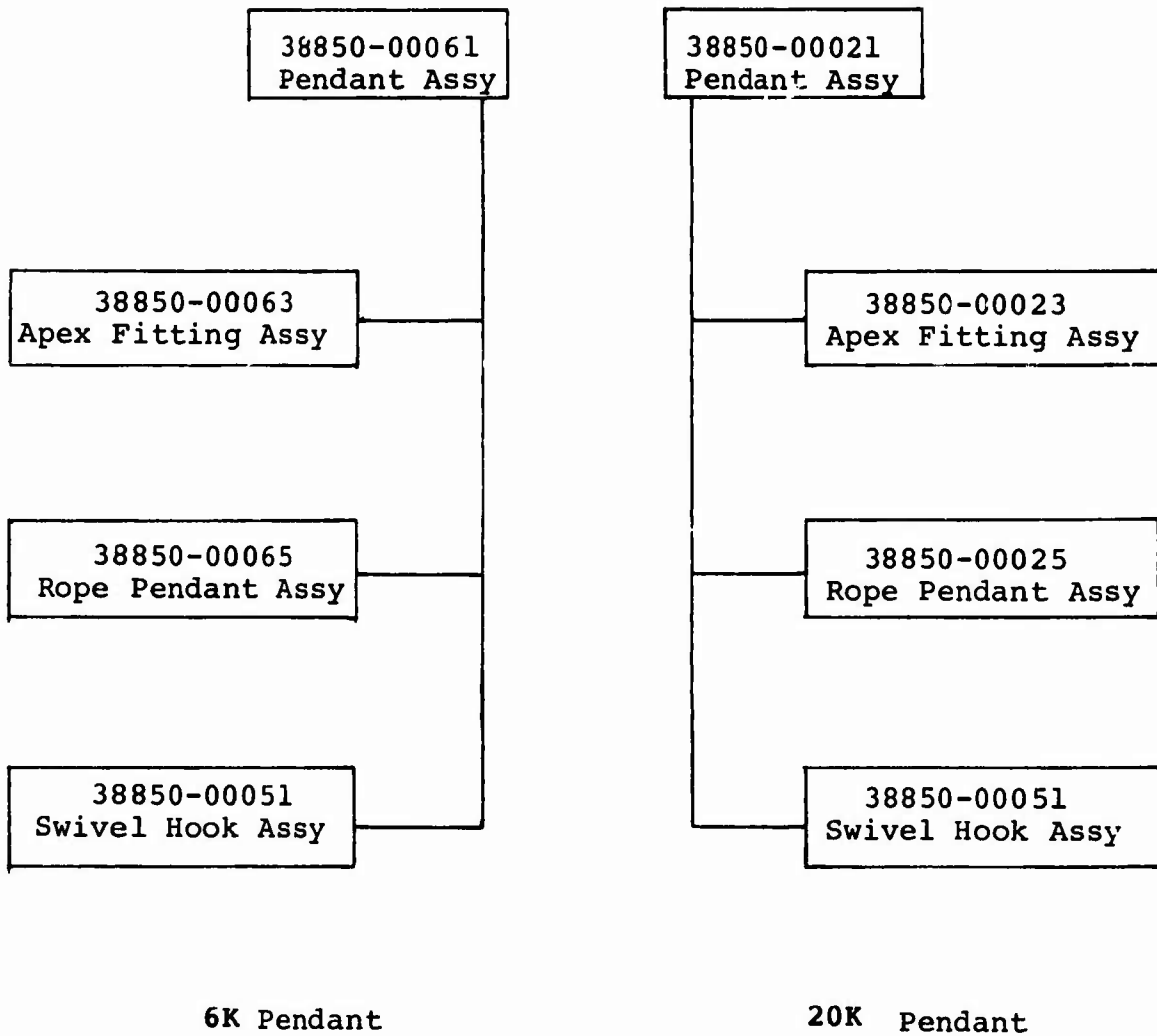 38850-00061
Pendant Assy
38850-00063
Apex Fitting Assy
38850-00065
Rope Pendant Assy
38850-00051
Swivel Hook Assy
6K Pendant
38850-00021
Pendant Assy
38850-00023
Apex Fitting Assy
38850-00025
Rope Pendant Assy
38850-00051
Swivel Hook Assy
20K Pendant